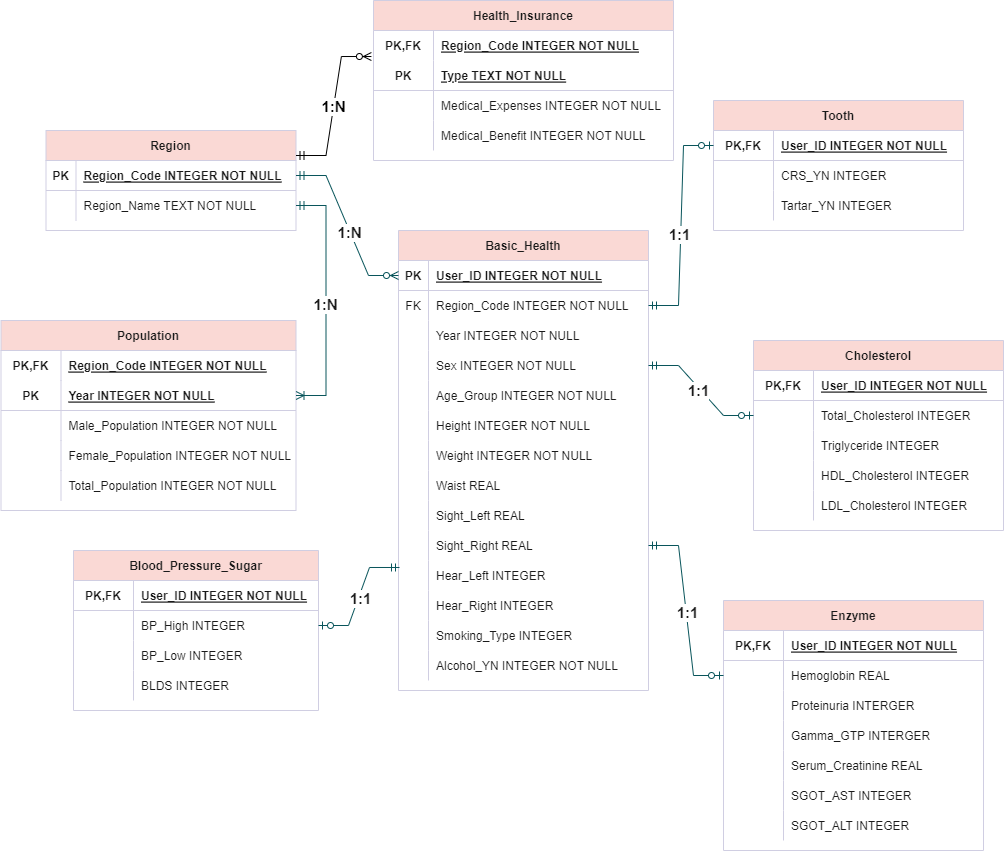 Health_Insurance
PK,FK Region_Code INTEGER NOT NULL
PK Type TEXT NOT NULL
Medical_Expenses INTEGER NOT NULL
Medical_Benefit INTEGER NOT NULL
1:N
Region
PK Region_Code INTEGER NOT NULL
Region_Name TEXT NOT NULL
Tooth
PK,FK User_ID INTEGER NOT NULL
CRS_YN INTEGER
Tartar_YN INTEGER
1:N
1:1
1:N
Basic_Health
PK User_ID INTEGER NOT NULL
FK Region_Code INTEGER NOT NULL
Year INTEGER NOT NULL
Sex INTEGER NOT NULL
Age_Group INTEGER NOT NULL
Height INTEGER NOT NULL
Weight INTEGER NOT NULL
Waist REAL
Sight_Left REAL
Sight_Right REAL
Hear_Left INTEGER
Hear_Right INTEGER
Smoking_Type INTEGER
Alcohol_YN INTEGER NOT NULL
Population
PK,FK Region_Code INTEGER NOT NULL
PK Year INTEGER NOT NULL
Male_Population INTEGER NOT NULL
Female_Population INTEGER NOT NULL
Total_Population INTEGER NOT NULL
1:1
Cholesterol
PK,FK User_ID INTEGER NOT NULL
Total_Cholesterol INTEGER
Triglyceride INTEGER
HDL_Cholesterol INTEGER
LDL_Cholesterol INTEGER
Blood_Pressure_Sugar
PK,FK User_ID INTEGER NOT NULL
BP_High INTEGER
BP_Low INTEGER
BLDS INTEGER
1:1
1:1
Enzyme
PK,FK User_ID INTEGER NOT NULL
Hemoglobin REAL
Proteinuria INTERGER
Gamma_GTP INTERGER
Serum_Creatinine REAL
SGOT_AST INTEGER
SGOT_ALT INTEGER